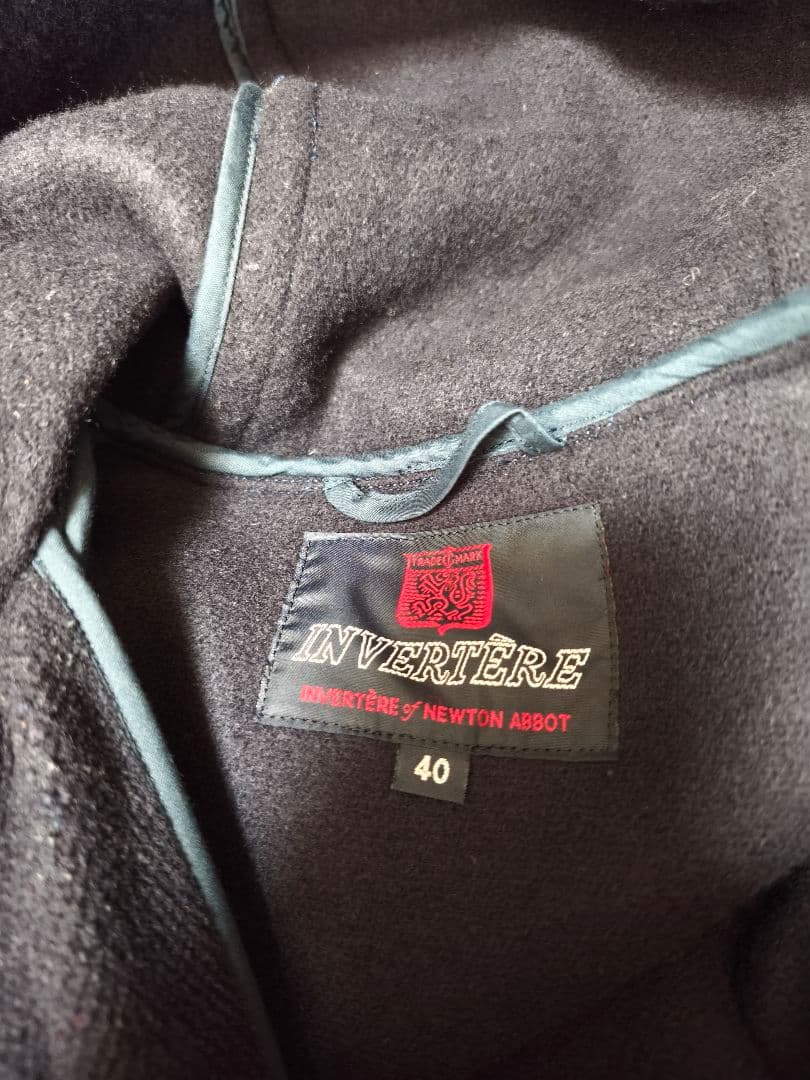 TRADE MARK
INVERTÈRE
INVERTÈRE of NEWTON ABBOT
40